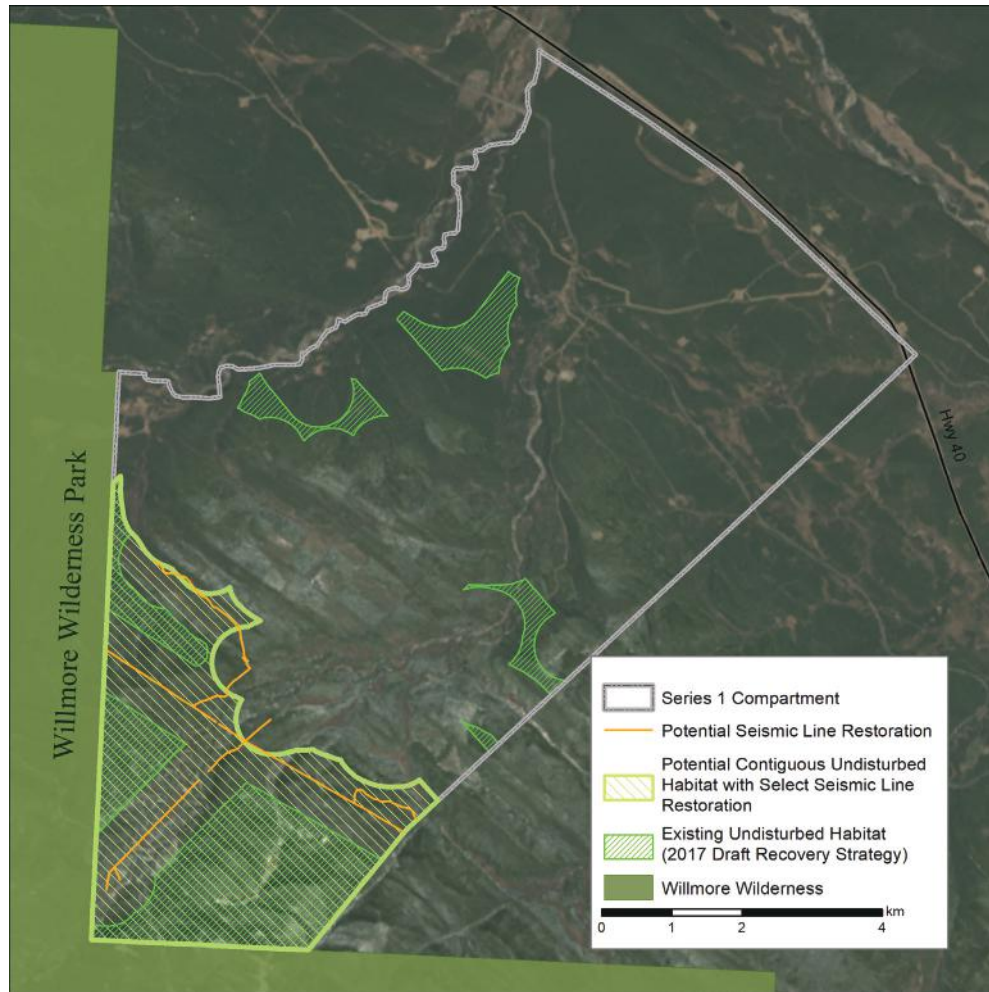 Willmore Wilderness Park
Hwy 40
Series 1 Compartment
Potential Seismic Line Restoration
Potential Contiguous Undisturbed
Habitat with Select Seismic Line
Restoration
Existing Undisturbed Habitat
(2017 Draft Recovery Strategy)
Willmore Wilderness
km
0 1 2 4